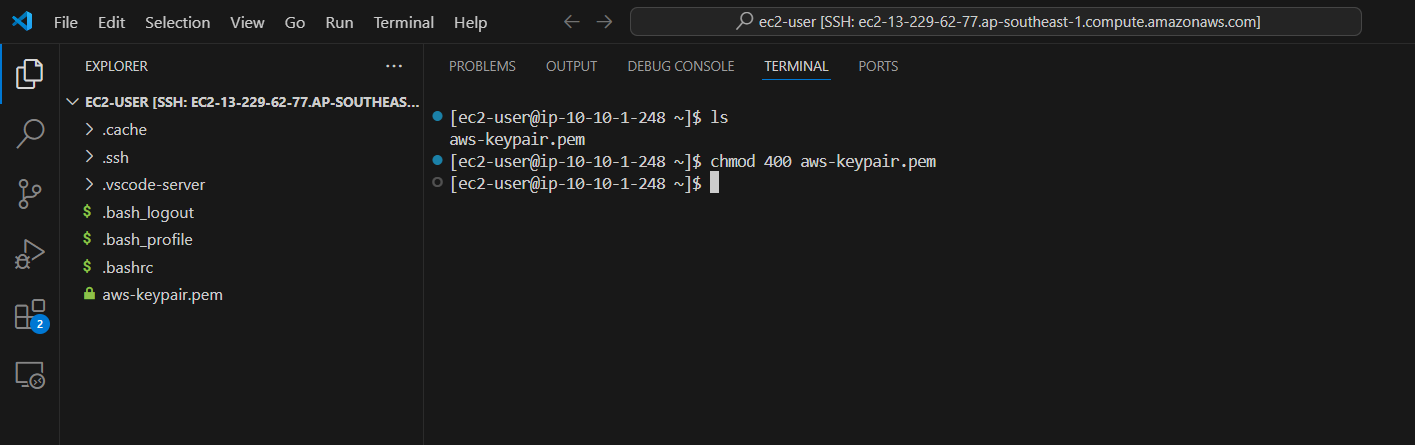 File Edit Selection View Go Run Terminal Help
ec2-user [SSH: ec2-13-229-62-77.ap-southeast-1.compute.amazonaws.com]
EXPLORER
EC2-USER [SSH: EC2-13-229-62-77.AP-SOUTHEAS...
.cache
.ssh
.vscode-server
$ .bash_logout
$ .bash_profile
$ .bashrc
aws-keypair.pem
2
PROBLEMS OUTPUT DEBUG CONSOLE TERMINAL PORTS
[ec2-user@ip-10-10-1-248 ~]$ ls
aws-keypair.pem
[ec2-user@ip-10-10-1-248 ~]$ chmod 400 aws-keypair.pem
[ec2-user@ip-10-10-1-248 ~]$